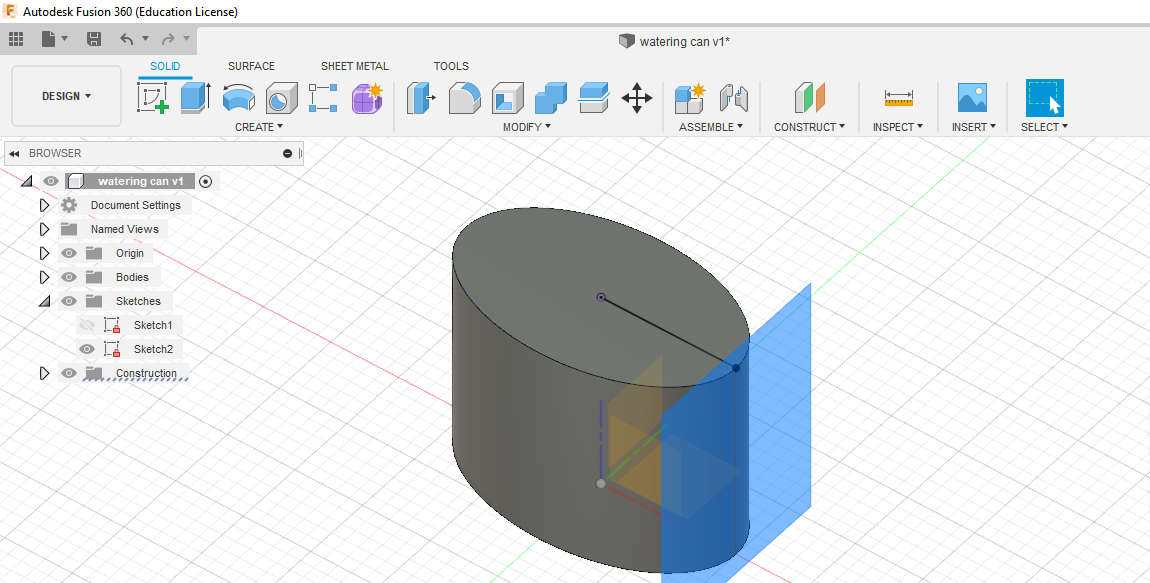 Autodesk Fusion 360 (Education License)
watering can v1*
SOLID SURFACE SHEET METAL TOOLS
DESIGN ▾
CREATE ▾ MODIFY ▾ ASSEMBLE ▾ CONSTRUCT ▾ INSPECT ▾ INSERT ▾ SELECT ▾
BROWSER
watering can v1
Document Settings
Named Views
Origin
Bodies
Sketches
Sketch1
Sketch2
Construction